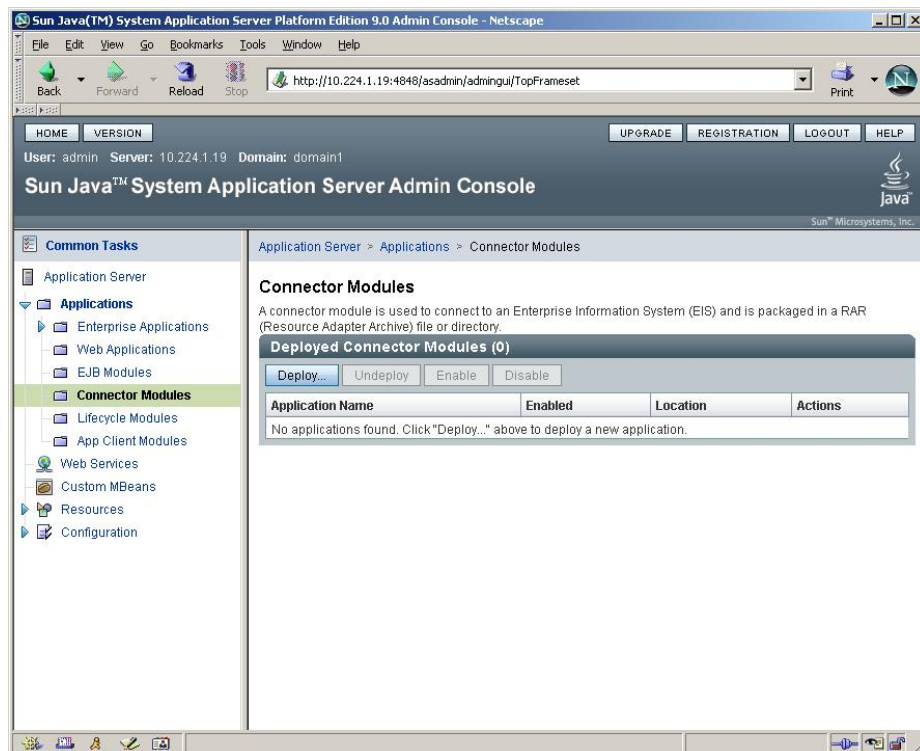 Sun Java(TM) System Application Server Platform Edition 9.0 Admin Console - Netscape
File Edit View Go Bookmarks Tools Window Help
http://10.224.1.19:4848/asadmin/admingui/TopFrameset
Back Forward Reload Stop Print
HOME VERSION UPGRADE REGISTRATION LOGOUT HELP
User: admin Server: 10.224.1.19 Domain: domain1
Sun Java™ System Application Server Admin Console
Java
Sun™ Microsystems, Inc.
Common Tasks
Application Server
Applications
Enterprise Applications
Web Applications
EJB Modules
Connector Modules
Lifecycle Modules
App Client Modules
Web Services
Custom MBeans
Resources
Configuration
Application Server > Applications > Connector Modules
Connector Modules
A connector module is used to connect to an Enterprise Information System (EIS) and is packaged in a RAR
(Resource Adapter Archive) file or directory.
Deployed Connector Modules (0)
Deploy... Undeploy Enable Disable
Application Name Enabled Location Actions
No applications found. Click "Deploy..." above to deploy a new application.